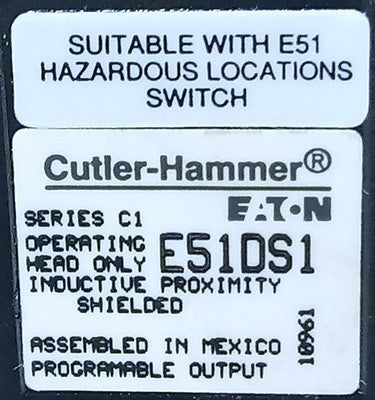 SUITABLE WITH E51
HAZARDOUS LOCATIONS
SWITCH
Cutler-Hammer®
EATON
SERIES C1
OPERATING
HEAD ONLY E51DS1
INDUCTIVE PROXIMITY
SHIELDED
ASSEMBLED IN MEXICO
PROGRAMABLE OUTPUT
10961